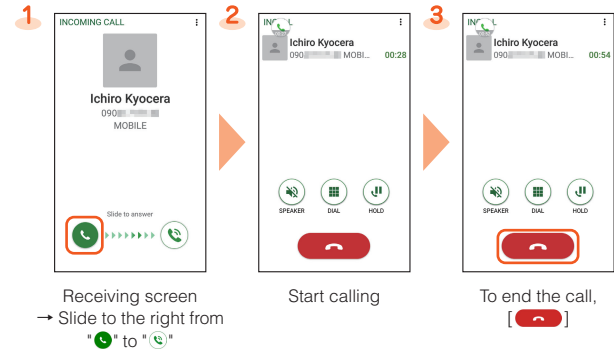 1
INCOMING CALL
Ichiro Kyocera
090
MOBILE
Slide to answer
Receiving screen
→ Slide to the right from
" " to " "
2
Ichiro Kyocera
090 MOBI... 00:28
SPEAKER DIAL HOLD
Start calling
3
Ichiro Kyocera
090 MOBI... 00:54
SPEAKER DIAL HOLD
To end the call,
[ ]